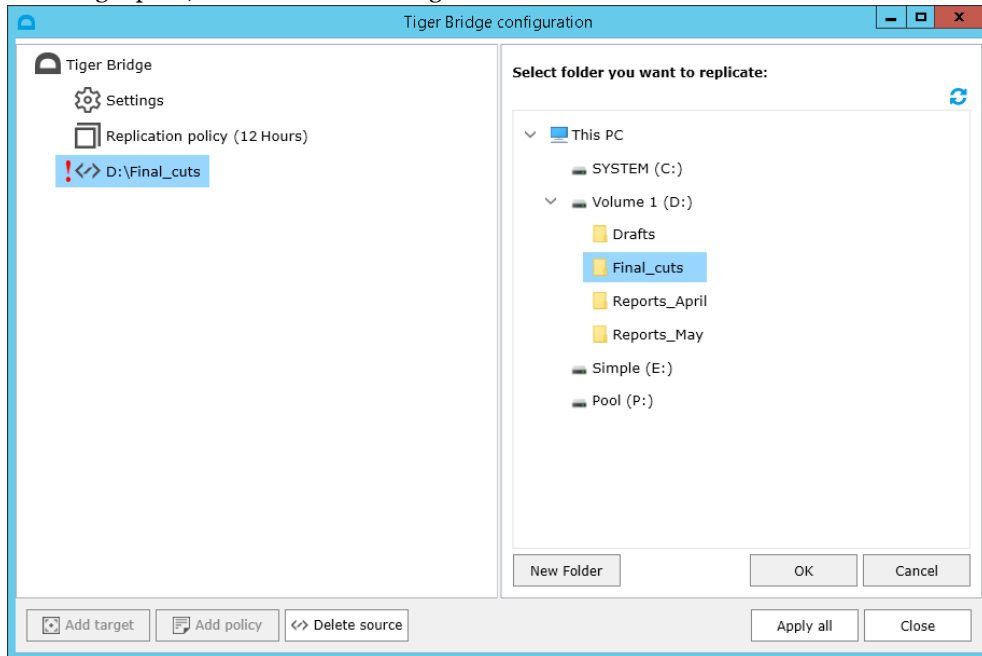 Tiger Bridge configuration
Tiger Bridge
Settings
Replication policy (12 Hours)
! D:\Final_cuts
Select folder you want to replicate:
This PC
SYSTEM (C:)
Volume 1 (D:)
Drafts
Final_cuts
Reports_April
Reports_May
Simple (E:)
Pool (P:)
New Folder
OK
Cancel
Add target
Add policy
Delete source
Apply all
Close